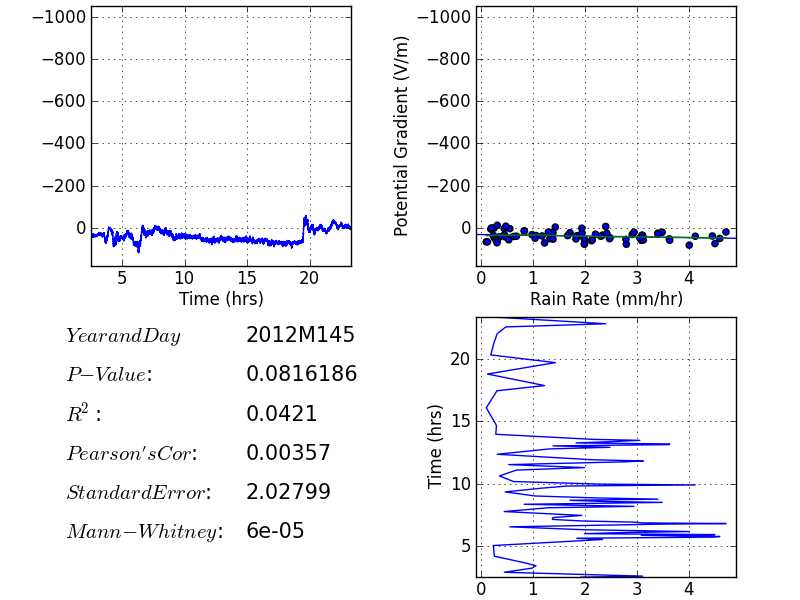 −1000
−800
−600
−400
−200
0
5 10 15 20
Time (hrs)
Potential Gradient (V/m)
−1000
−800
−600
−400
−200
0
0 1 2 3 4
Rain Rate (mm/hr)
YearandDay 2012M145
P−Value: 0.0816186
R²: 0.0421
Pearson'sCor: 0.00357
StandardError: 2.02799
Mann−Whitney: 6e-05
Time (hrs)
20
15
10
5
0 1 2 3 4